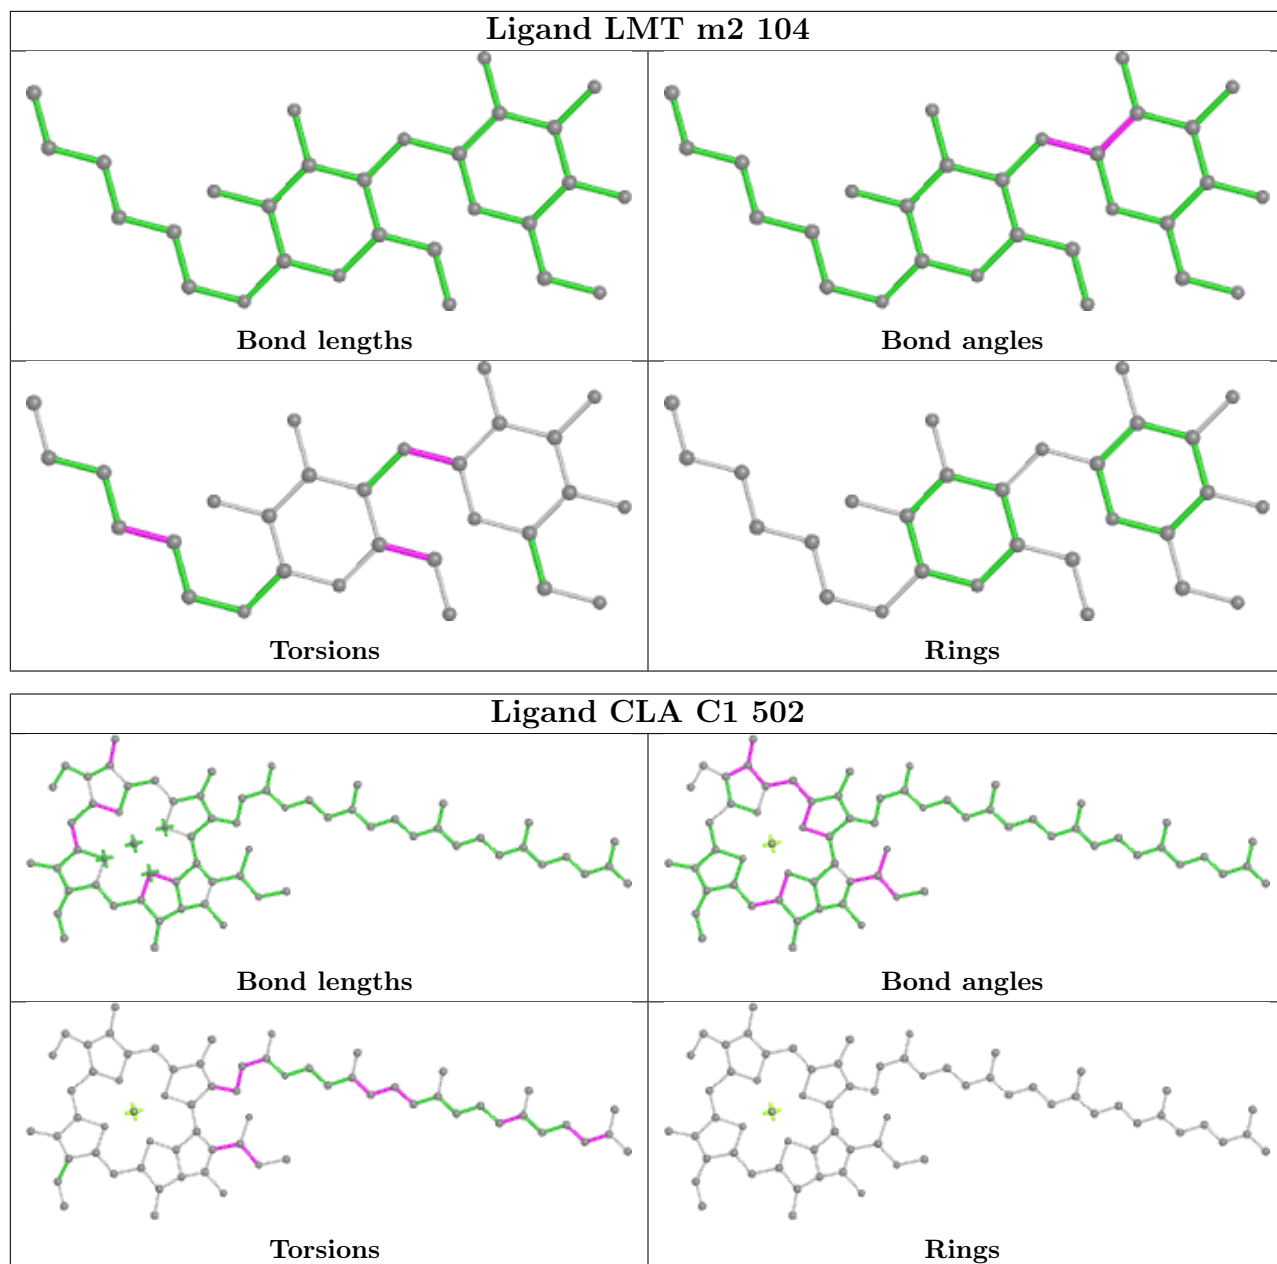 Ligand LMT m2 104
Bond lengths
Bond angles
Torsions
Rings
Ligand CLA C1 502
Bond lengths
Bond angles
Torsions
Rings